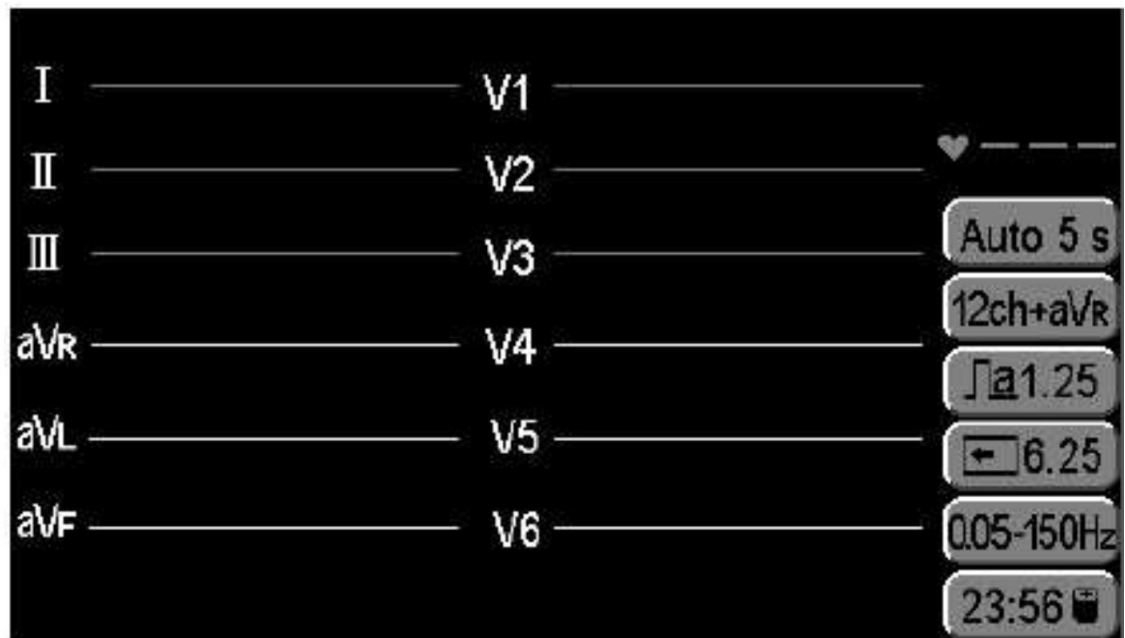 I V1
II V2
III V3
aVR V4
aVL V5
aVF V6
---
Auto 5 s
12ch+aVR
a1.25
6.25
0.05-150Hz
23:56